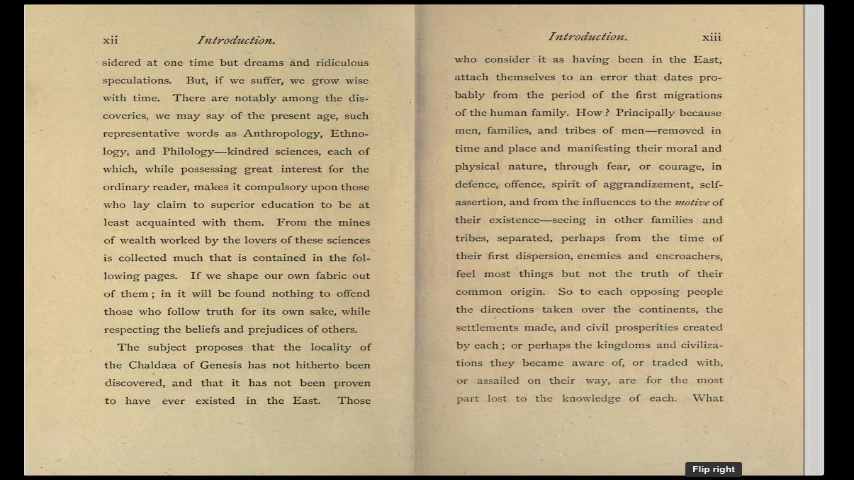 xii
Introduction.
sidered at one time but dreams and ridiculous
speculations. But, if we suffer, we grow wise
with time. There are notably among the dis-
coveries, we may say of the present age, such
representative words as Anthropology, Ethno-
logy, and Philology—kindred sciences, each of
which, while possessing great interest for the
ordinary reader, makes it compulsory upon those
who lay claim to superior education to be at
least acquainted with them. From the mines
of wealth worked by the lovers of these sciences
is collected much that is contained in the fol-
lowing pages. If we shape our own fabric out
of them; in it will be found nothing to offend
those who follow truth for its own sake, while
respecting the beliefs and prejudices of others.
The subject proposes that the locality of
the Chaldæa of Genesis has not hitherto been
discovered, and that it has not been proven
to have ever existed in the East. Those
Introduction.
xiii
who consider it as having been in the East,
attach themselves to an error that dates pro-
bably from the period of the first migrations
of the human family. How? Principally because
men, families, and tribes of men—removed in
time and place and manifesting their moral and
physical nature, through fear, or courage, in
defence, offence, spirit of aggrandizement, self-
assertion, and from the influences to the motive of
their existence—seeing in other families and
tribes, separated, perhaps from the time of
their first dispersion, enemies and encroachers,
feel most things but not the truth of their
common origin. So to each opposing people
the directions taken over the continents, the
settlements made, and civil prosperities created
by each; or perhaps the kingdoms and civiliza-
tions they became aware of, or traded with,
or assailed on their way, are for the most
part lost to the knowledge of each. What
Flip right